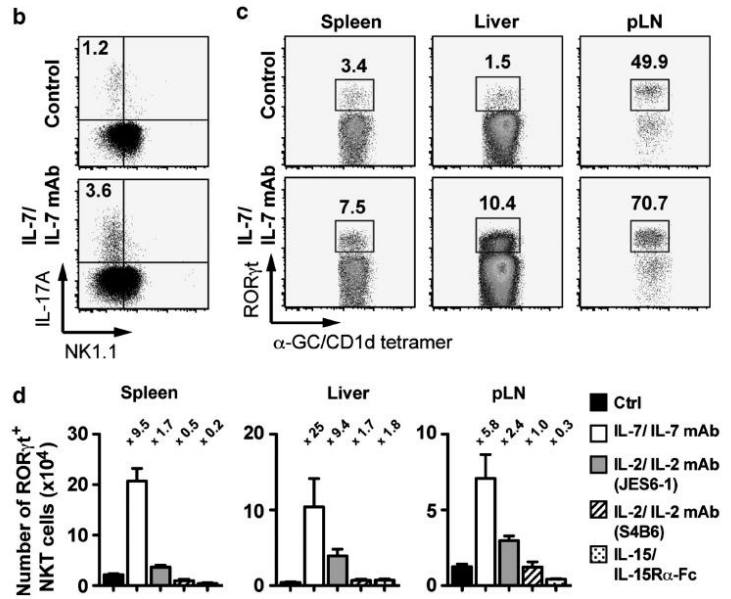 b
1.2
Control
3.6
IL-7/
IL-7 mAb
IL-17A
NK1.1
c
Spleen
Liver
pLN
Control
3.4
1.5
49.9
IL-7/
IL-7 mAb
7.5
10.4
70.7
RORγt
α-GC/CD1d tetramer
d
Spleen
Liver
pLN
Number of RORγt+
NKT cells (x10⁴)
x 9.5
x 1.7
x 0.5
x 0.2
30
20
10
0
x 25
x 9.4
x 1.7
x 1.8
20
10
0
x 5.8
x 2.4
x 1.0
x 0.3
10
5
0
Ctrl
IL-7/ IL-7 mAb
IL-2/ IL-2 mAb
(JES6-1)
IL-2/ IL-2 mAb
(S4B6)
IL-15/
IL-15Rα-Fc